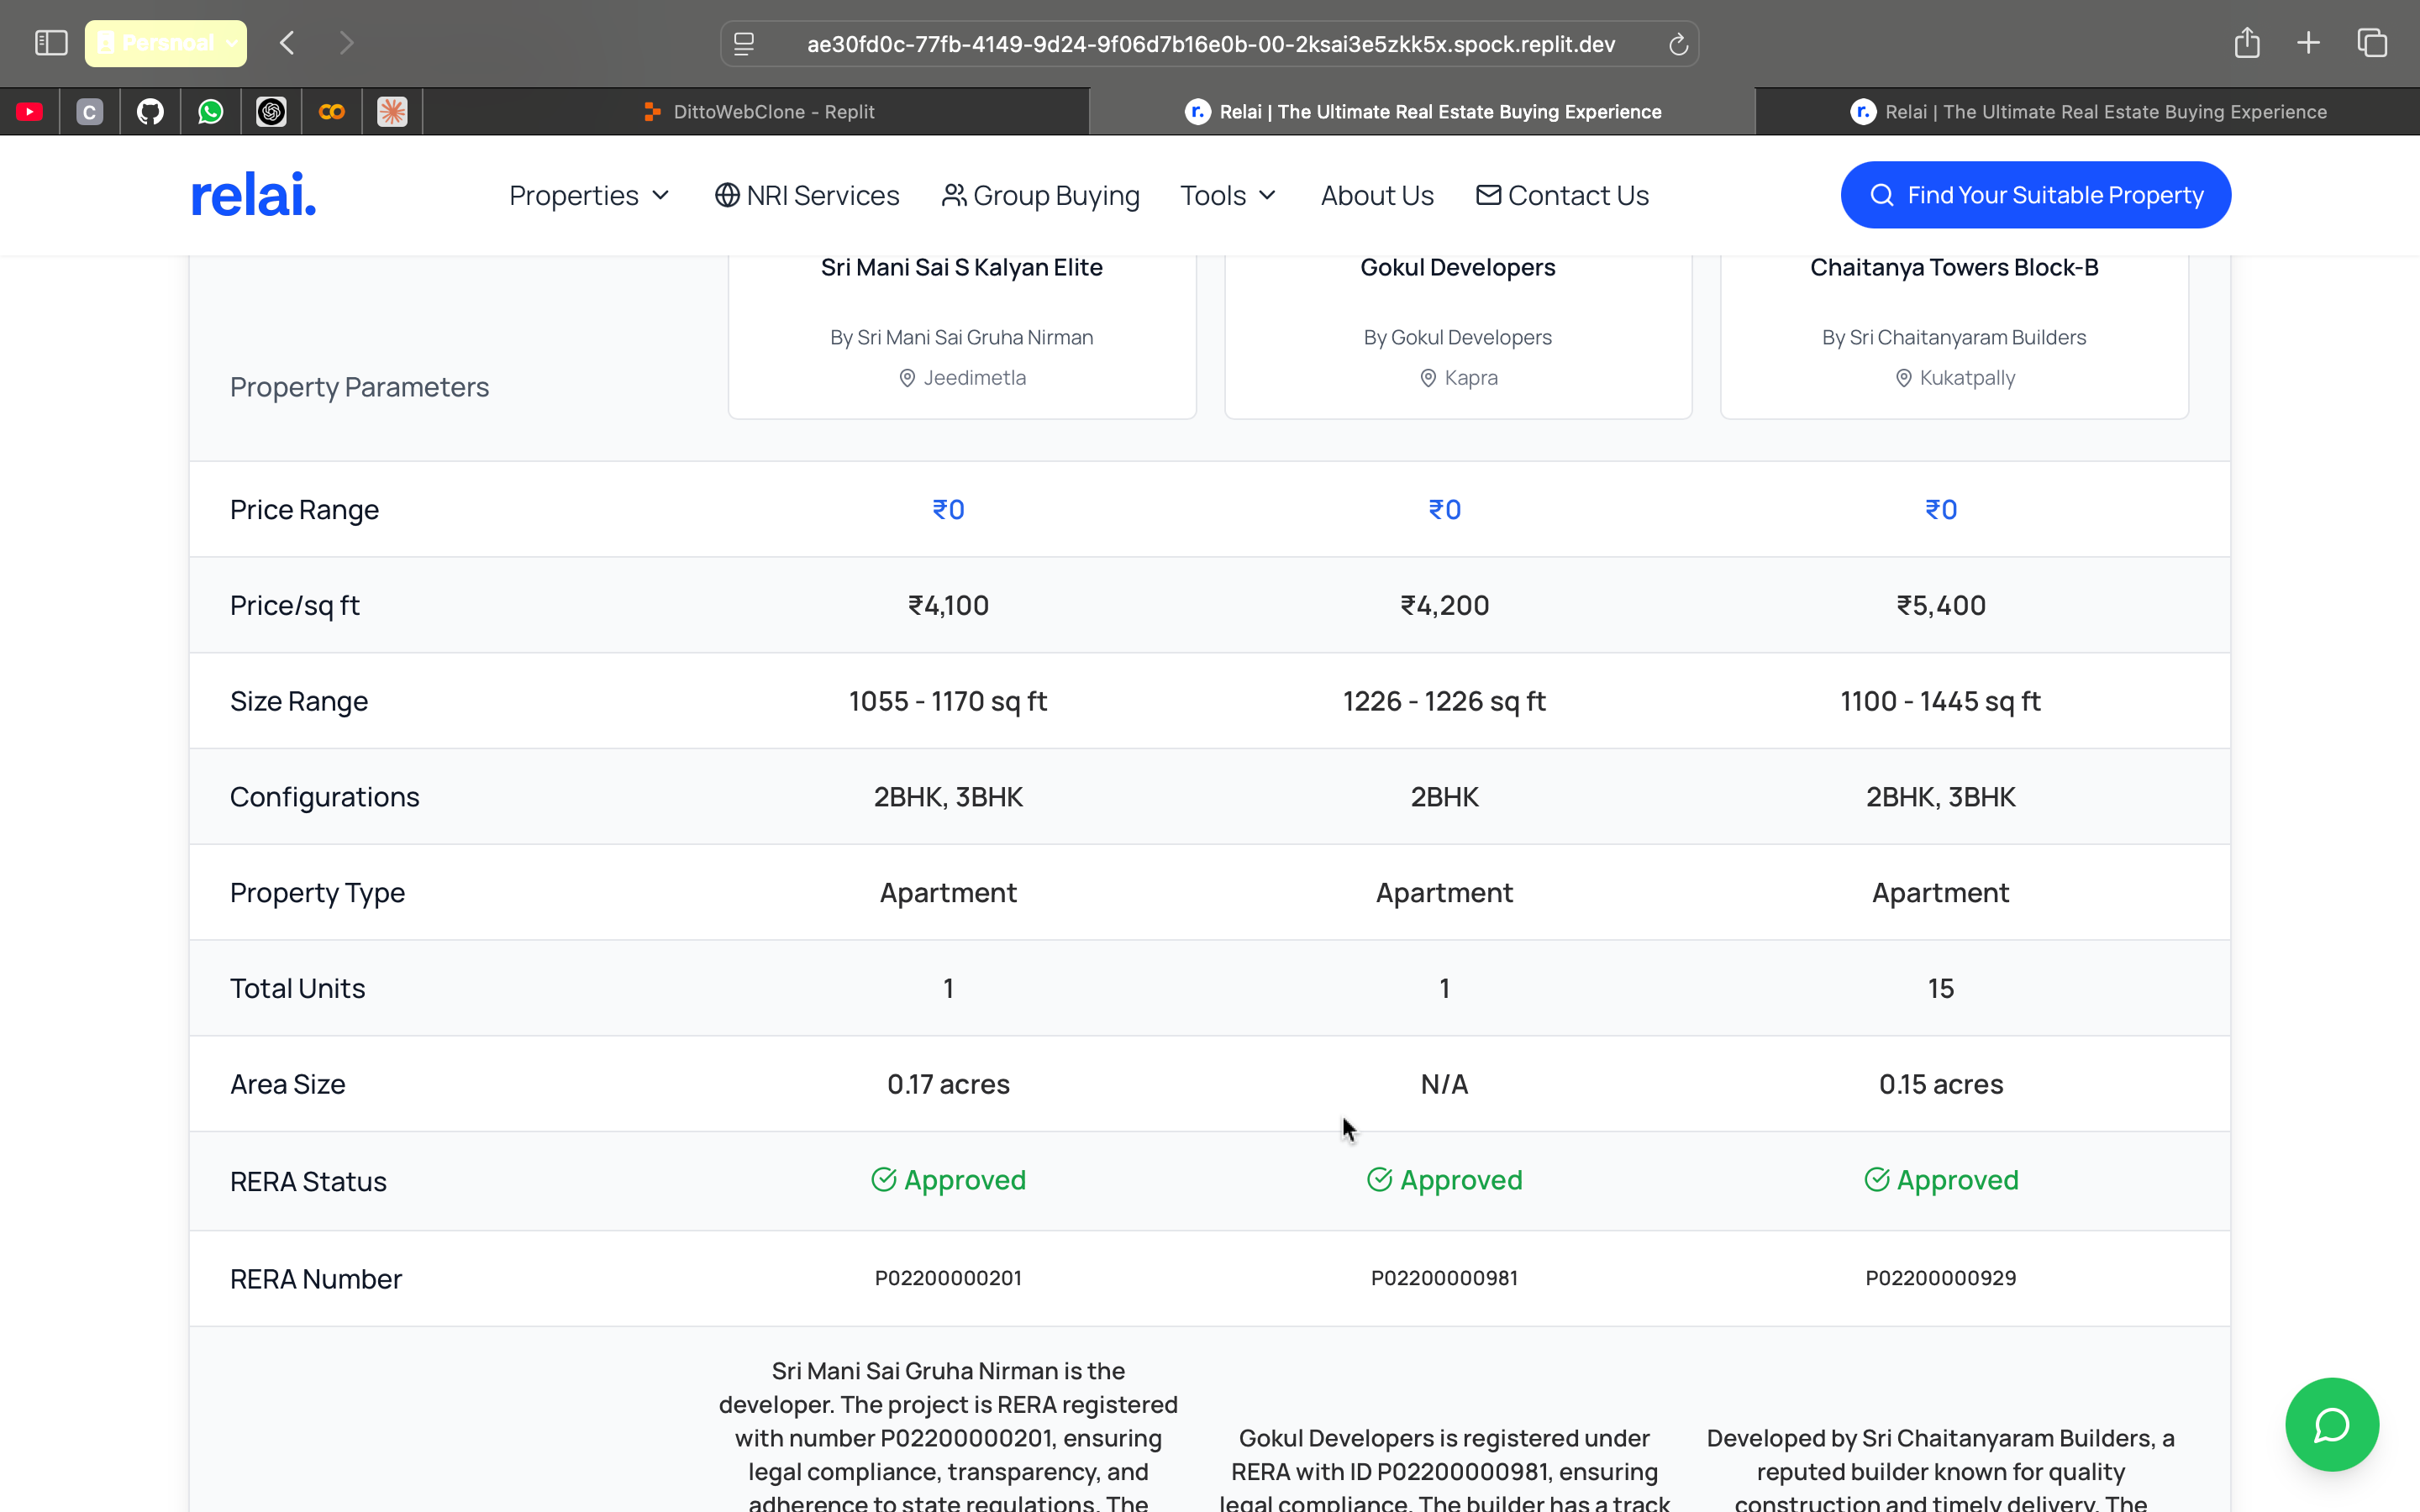 Persnoal
ae30fd0c-77fb-4149-9d24-9f06d7b16e0b-00-2ksai3e5zkk5x.spock.replit.dev
C
DittoWebClone - Replit
r. Relai | The Ultimate Real Estate Buying Experience
r. Relai | The Ultimate Real Estate Buying Experience
relai.
Properties
NRI Services
Group Buying
Tools
About Us
Contact Us
Find Your Suitable Property
Property Parameters
Sri Mani Sai S Kalyan Elite
By Sri Mani Sai Gruha Nirman
Jeedimetla
Gokul Developers
By Gokul Developers
Kapra
Chaitanya Towers Block-B
By Sri Chaitanyaram Builders
Kukatpally
Price Range ₹0 ₹0 ₹0
Price/sq ft ₹4,100 ₹4,200 ₹5,400
Size Range 1055 - 1170 sq ft 1226 - 1226 sq ft 1100 - 1445 sq ft
Configurations 2BHK, 3BHK 2BHK 2BHK, 3BHK
Property Type Apartment Apartment Apartment
Total Units 1 1 15
Area Size 0.17 acres N/A 0.15 acres
RERA Status Approved Approved Approved
RERA Number P02200000201 P02200000981 P02200000929
Sri Mani Sai Gruha Nirman is the
developer. The project is RERA registered
with number P02200000201, ensuring
legal compliance, transparency, and
adherence to state regulations. The
Gokul Developers is registered under
RERA with ID P02200000981, ensuring
legal compliance. The builder has a track
Developed by Sri Chaitanyaram Builders, a
reputed builder known for quality
construction and timely delivery. The